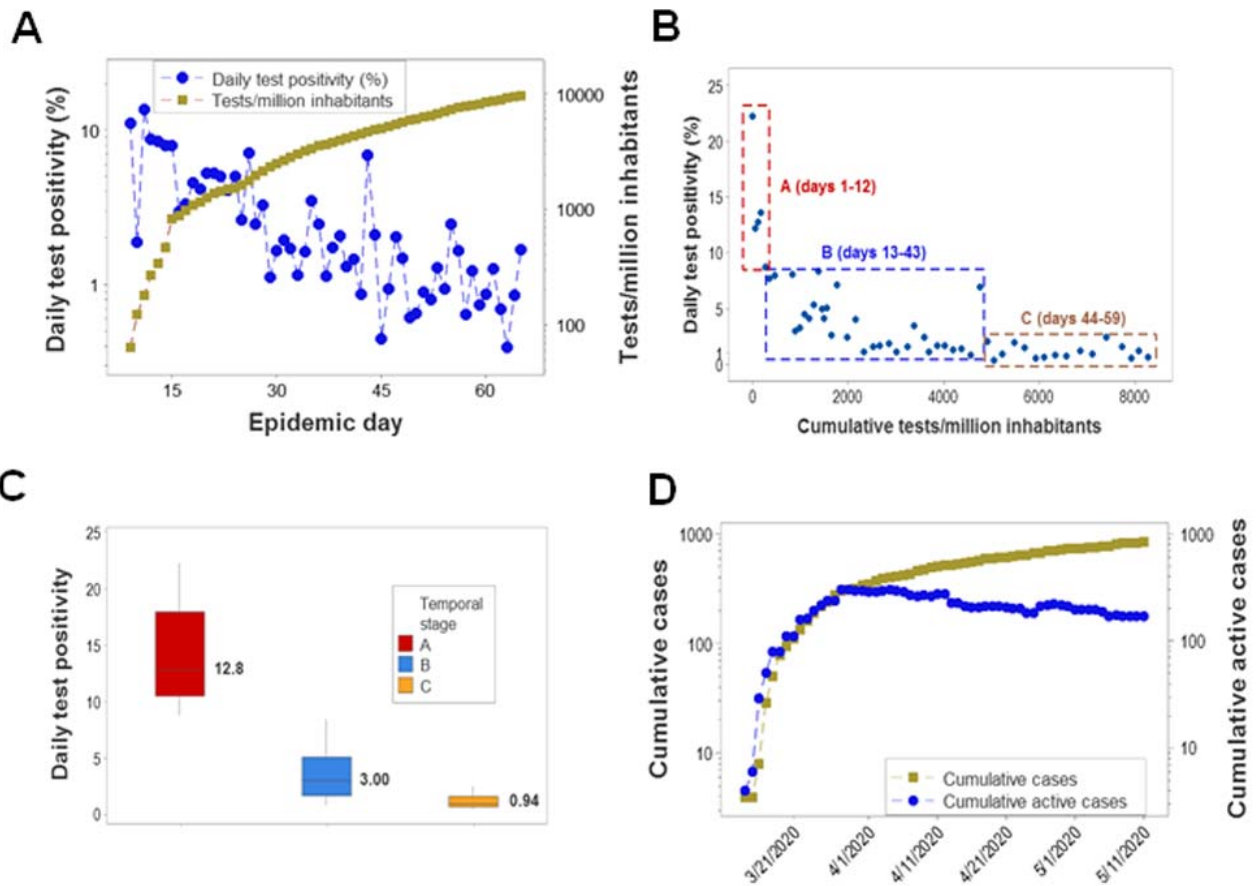 A
Daily test positivity (%)
Tests/million inhabitants
Daily test positivity (%)
10
1
10000
1000
100
Tests/million inhabitants
15
30
45
60
Epidemic day
B
Daily test positivity (%)
25
20
15
10
5
1
0
A (days 1-12)
B (days 13-43)
C (days 44-59)
0
2000
4000
6000
8000
Cumulative tests/million inhabitants
C
Daily test positivity
25
20
15
10
5
0
12.8
3.00
0.94
Temporal
stage
A
B
C
D
Cumulative cases
1000
100
10
1000
100
10
Cumulative active cases
Cumulative cases
Cumulative active cases
3/21/2020
4/1/2020
4/11/2020
4/21/2020
5/1/2020
5/11/2020